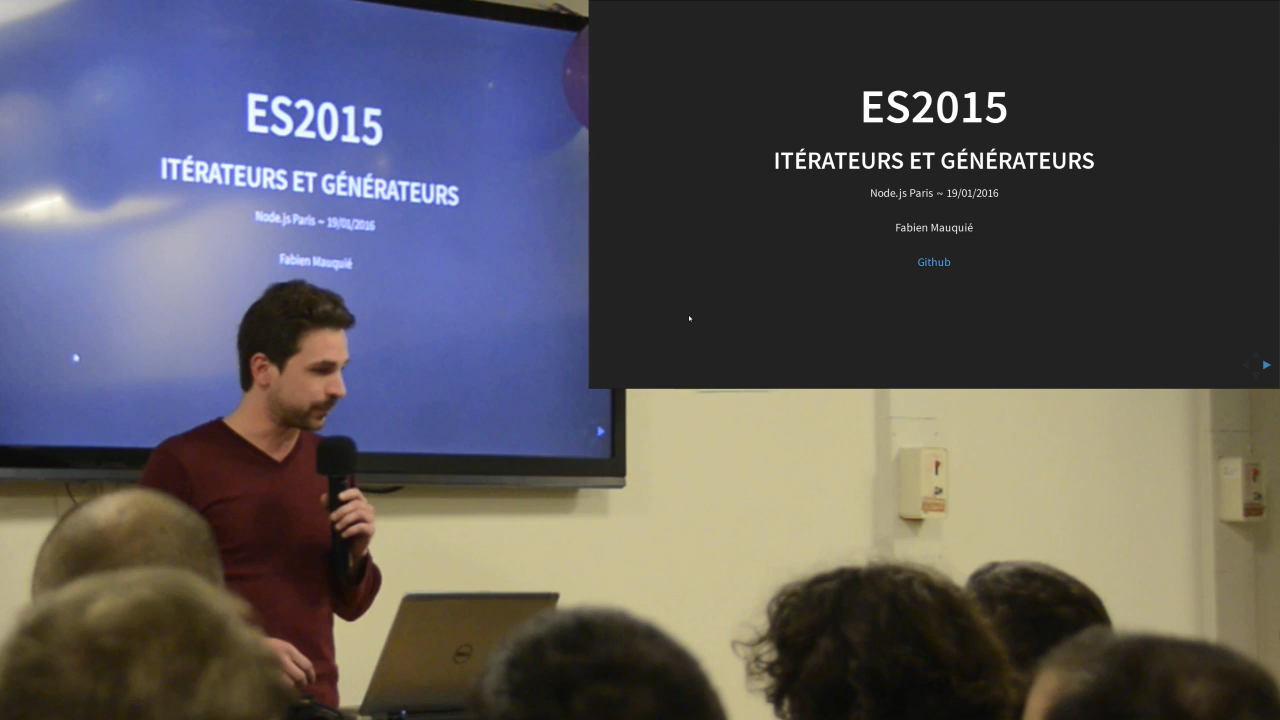 ES2015
ITÉRATEURS ET GÉNÉRATEURS
Node.js Paris ~ 19/01/2016
Fabien Mauquié
ES2015
ITÉRATEURS ET GÉNÉRATEURS
Node.js Paris ~ 19/01/2016
Fabien Mauquié
Github
DELL